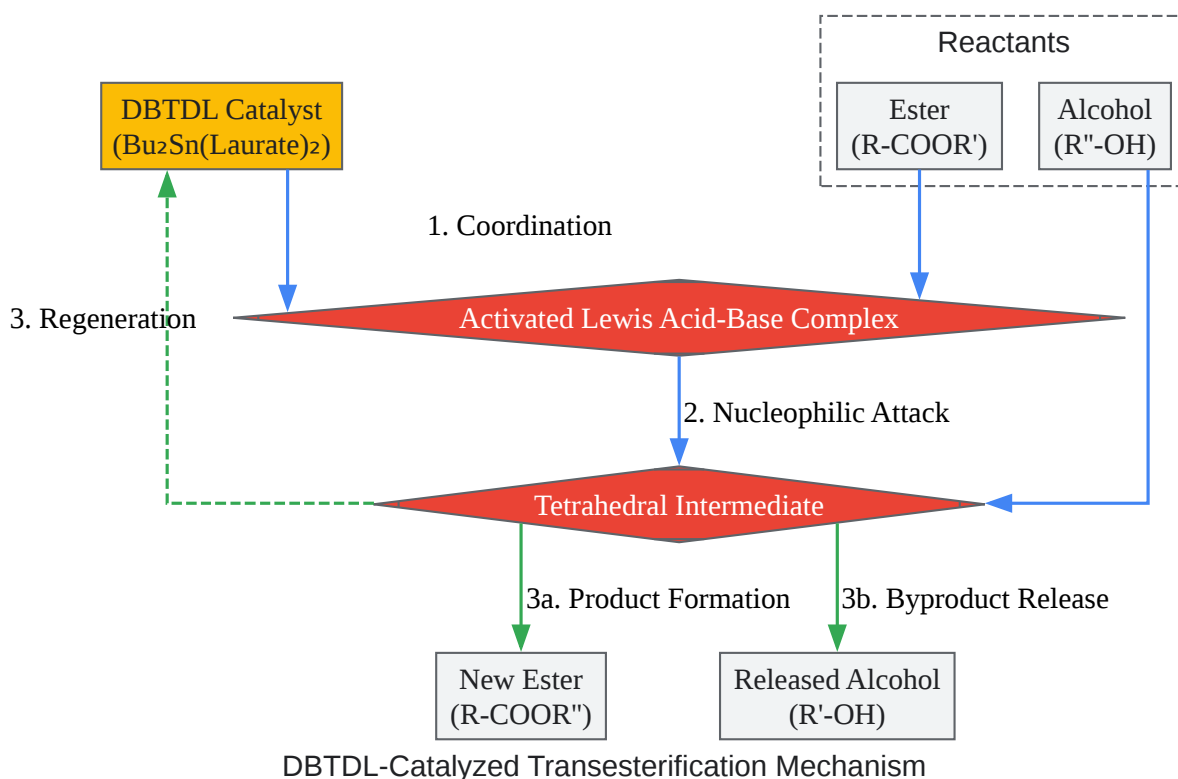 Reactants
DBTDL Catalyst
(Bu₂Sn(Laurate)₂)
Ester
(R-COOR')
Alcohol
(R"-OH)
1. Coordination
3. Regeneration
Activated Lewis Acid-Base Complex
2. Nucleophilic Attack
Tetrahedral Intermediate
3a. Product Formation
3b. Byproduct Release
New Ester
(R-COOR")
Released Alcohol
(R'-OH)
DBTDL-Catalyzed Transesterification Mechanism